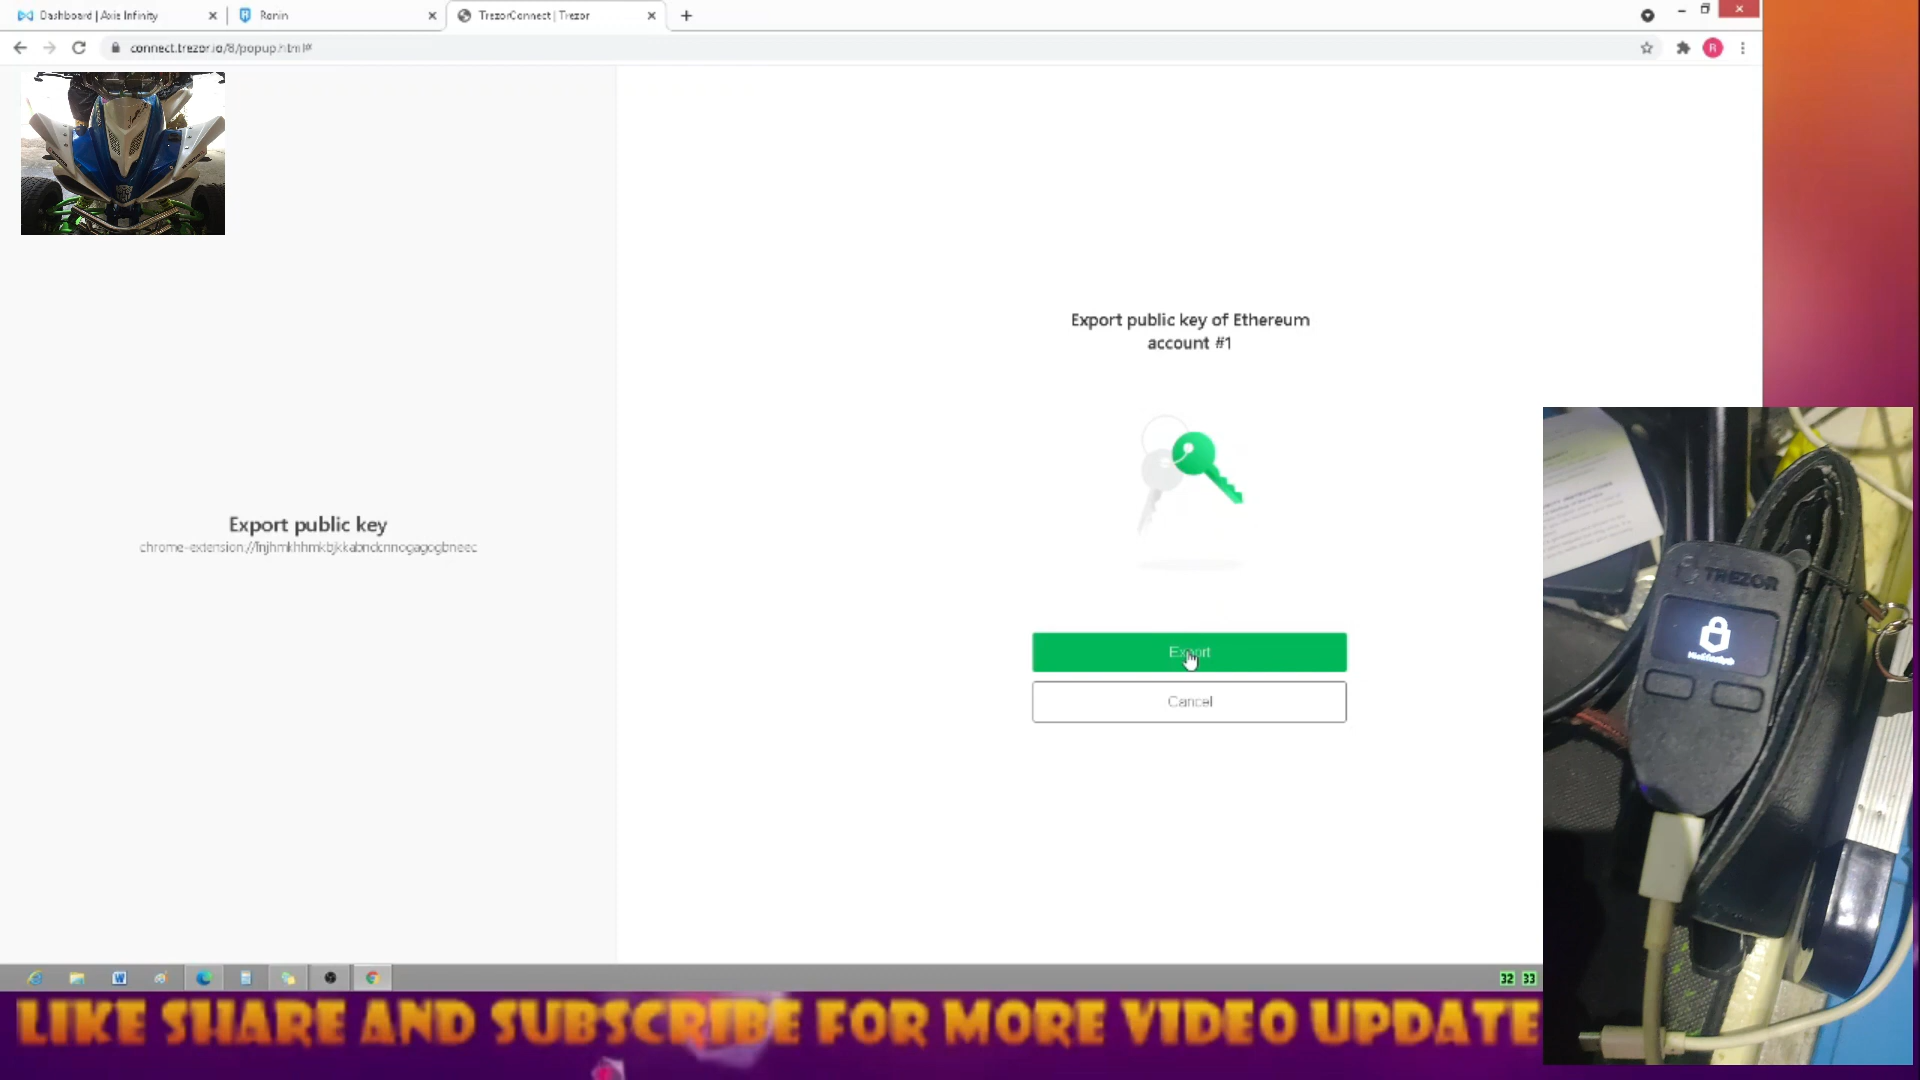 Dashboard | Axie Infinity
Ronin
TrezorConnect | Trezor
connect.trezor.io/8/popup.html#
R
Export public key of Ethereum
account #1
Export public key
Export
Cancel
TREZOR
32 33
LIKE SHARE AND SUBSCRIBE FOR MORE VIDEO UPDATE